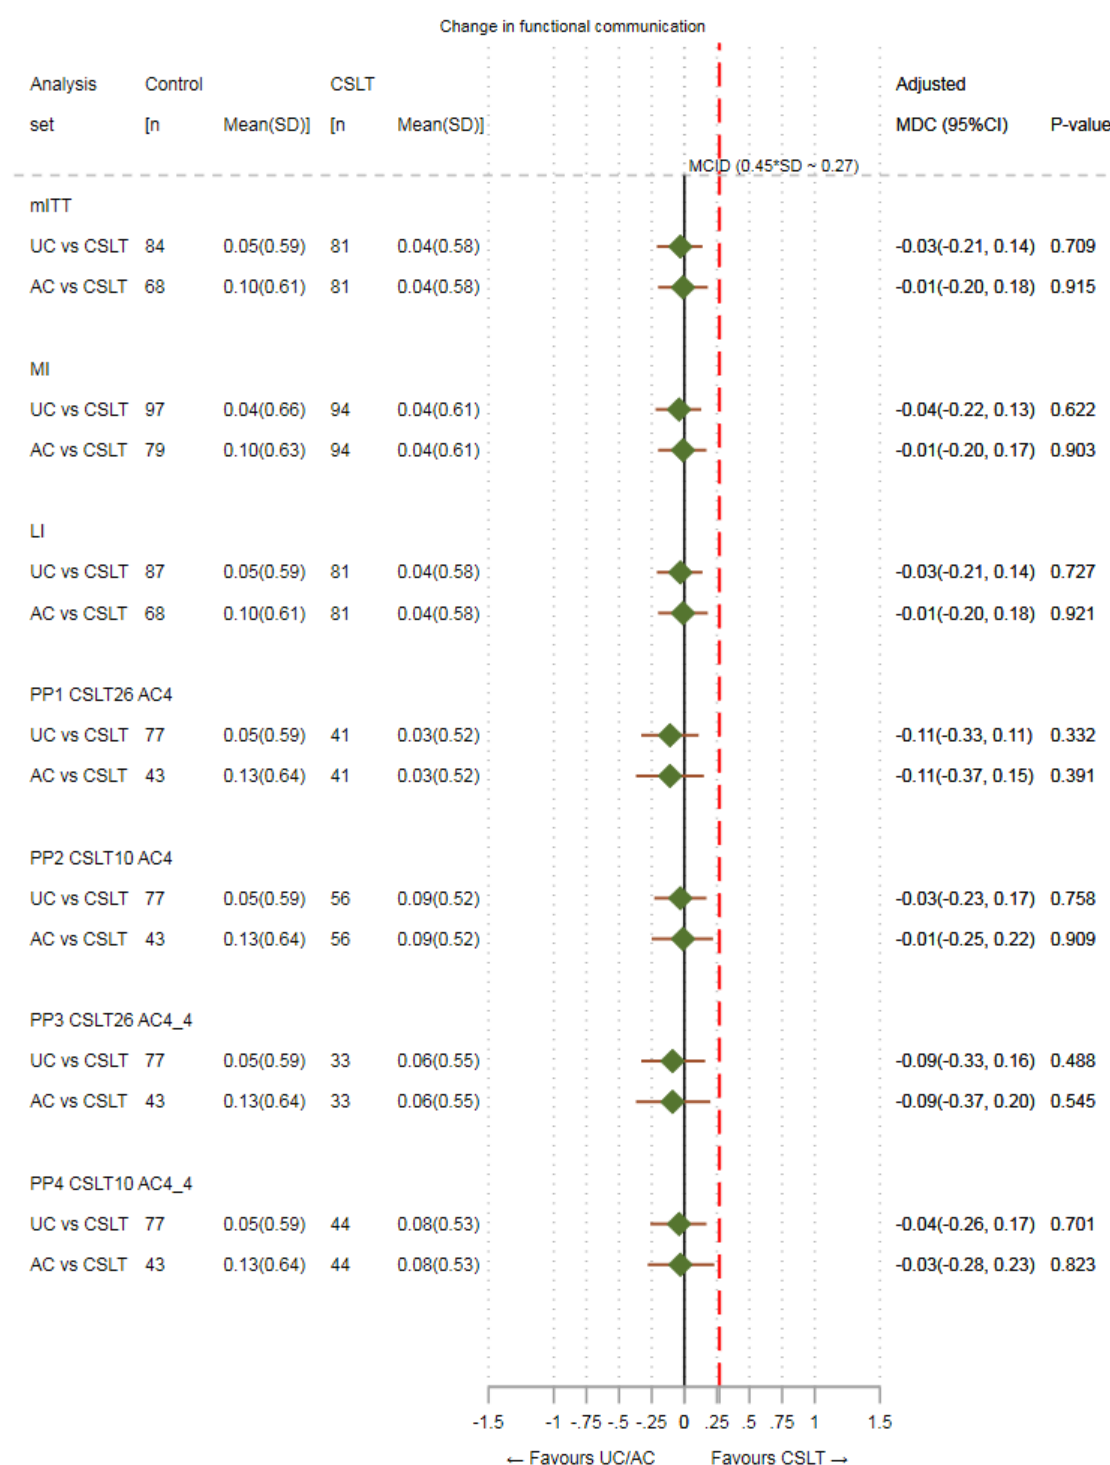 Change in functional communication
Analysis Control CSLT Adjusted
set [n Mean(SD)] [n Mean(SD)] MDC (95%CI) P-value
MCID (0.45*SD ~ 0.27)
mITT
UC vs CSLT 84 0.05(0.59) 81 0.04(0.58) -0.03(-0.21, 0.14) 0.709
AC vs CSLT 68 0.10(0.61) 81 0.04(0.58) -0.01(-0.20, 0.18) 0.915
MI
UC vs CSLT 97 0.04(0.66) 94 0.04(0.61) -0.04(-0.22, 0.13) 0.622
AC vs CSLT 79 0.10(0.63) 94 0.04(0.61) -0.01(-0.20, 0.17) 0.903
LI
UC vs CSLT 87 0.05(0.59) 81 0.04(0.58) -0.03(-0.21, 0.14) 0.727
AC vs CSLT 68 0.10(0.61) 81 0.04(0.58) -0.01(-0.20, 0.18) 0.921
PP1 CSLT26 AC4
UC vs CSLT 77 0.05(0.59) 41 0.03(0.52) -0.11(-0.33, 0.11) 0.332
AC vs CSLT 43 0.13(0.64) 41 0.03(0.52) -0.11(-0.37, 0.15) 0.391
PP2 CSLT10 AC4
UC vs CSLT 77 0.05(0.59) 56 0.09(0.52) -0.03(-0.23, 0.17) 0.758
AC vs CSLT 43 0.13(0.64) 56 0.09(0.52) -0.01(-0.25, 0.22) 0.909
PP3 CSLT26 AC4_4
UC vs CSLT 77 0.05(0.59) 33 0.06(0.55) -0.09(-0.33, 0.16) 0.488
AC vs CSLT 43 0.13(0.64) 33 0.06(0.55) -0.09(-0.37, 0.20) 0.545
PP4 CSLT10 AC4_4
UC vs CSLT 77 0.05(0.59) 44 0.08(0.53) -0.04(-0.26, 0.17) 0.701
AC vs CSLT 43 0.13(0.64) 44 0.08(0.53) -0.03(-0.28, 0.23) 0.823
-1.5 -1 -.75 -.5 -.25 0 .25 .5 .75 1 1.5
← Favours UC/AC Favours CSLT →